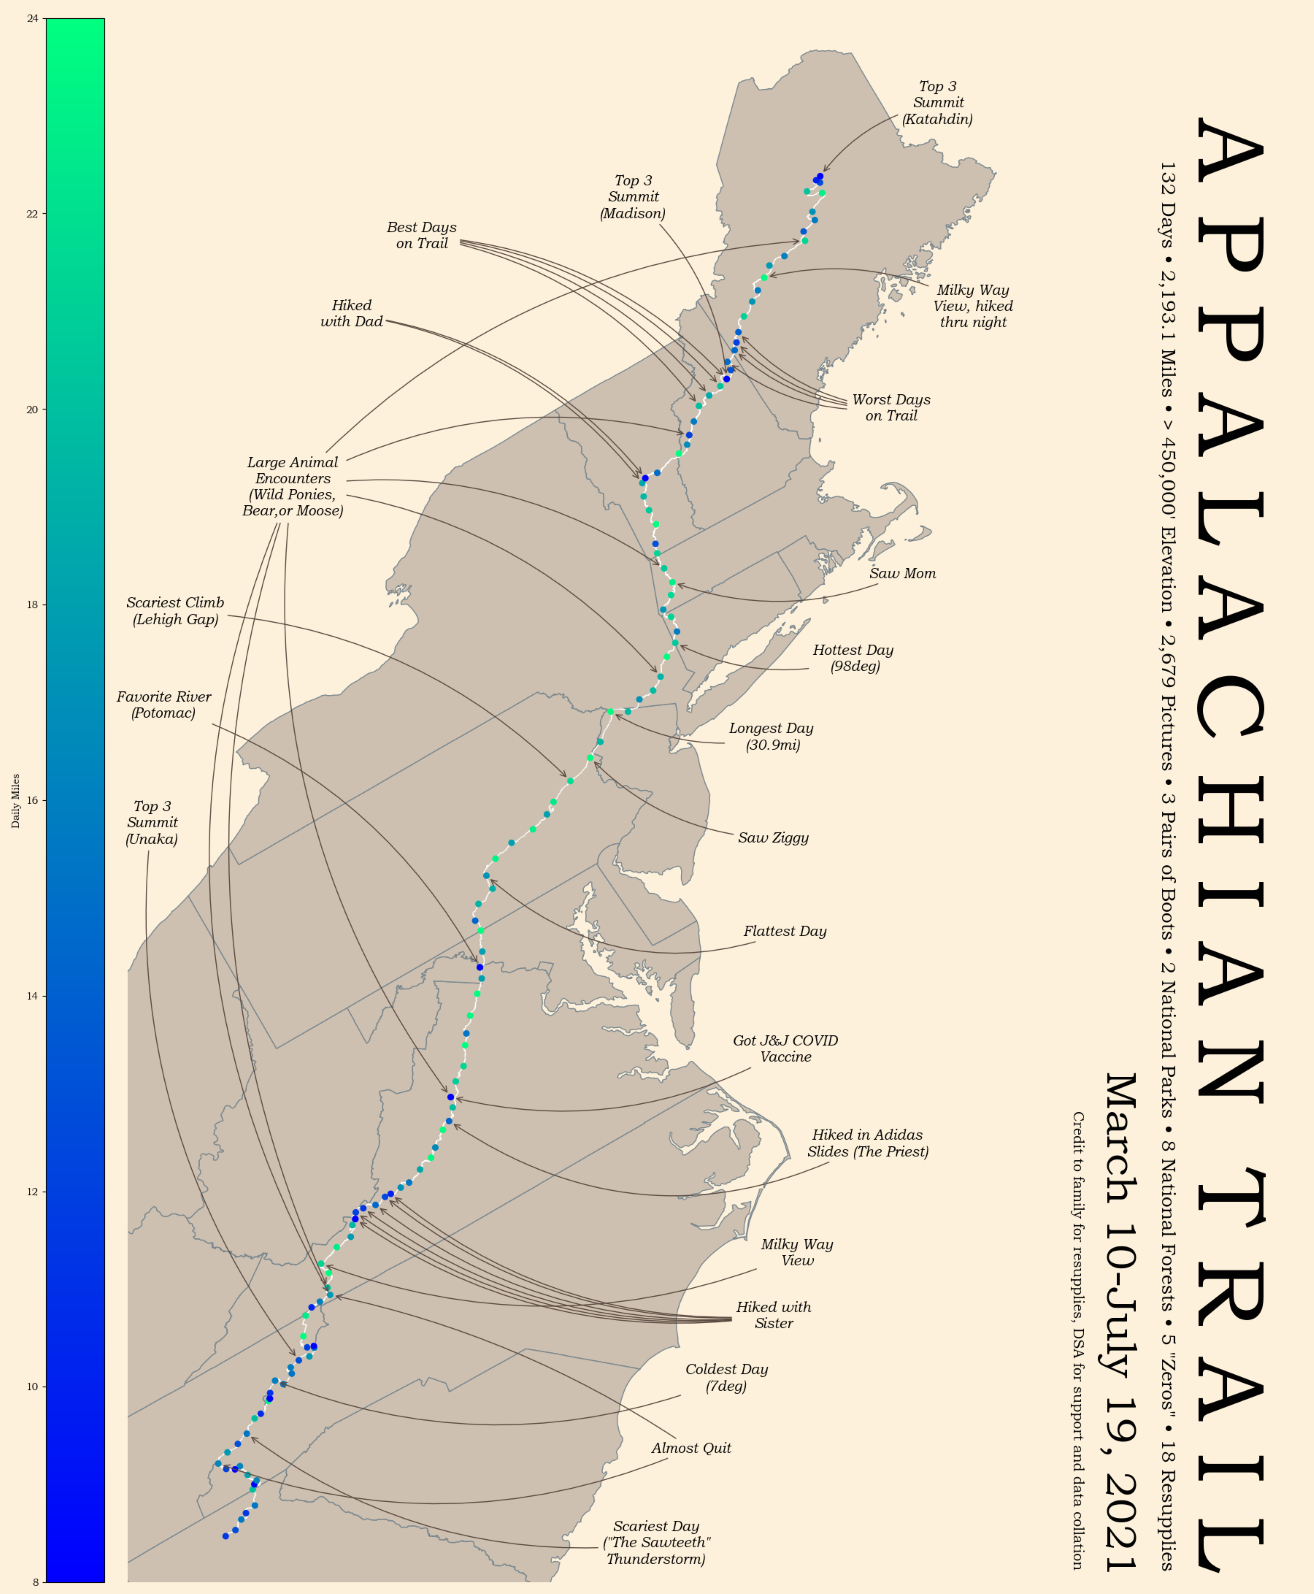 24
22
20
18
16
14
12
10
8
Daily Miles
Top 3
Summit
(Katahdin)
Top 3
Summit
(Madison)
Best Days
on Trail
Milky Way
View, hiked
thru night
Hiked
with Dad
Worst Days
on Trail
Large Animal
Encounters
(Wild Ponies,
Bear,or Moose)
Saw Mom
Scariest Climb
(Lehigh Gap)
Hottest Day
(98deg)
Favorite River
(Potomac)
Longest Day
(30.9mi)
Top 3
Summit
(Unaka)
Saw Ziggy
Flattest Day
Got J&J COVID
Vaccine
Hiked in Adidas
Slides (The Priest)
Milky Way
View
Hiked with
Sister
Coldest Day
(7deg)
Almost Quit
Scariest Day
("The Sawteeth"
Thunderstorm)
APPALACHIAN TRAIL
132 Days • 2,193.1 Miles • > 450,000' Elevation • 2,679 Pictures • 3 Pairs of Boots • 2 National Parks • 8 National Forests • 5 "Zeros" • 18 Resupplies
March 10-July 19, 2021
Credit to family for resupplies, DSA for support and data collation